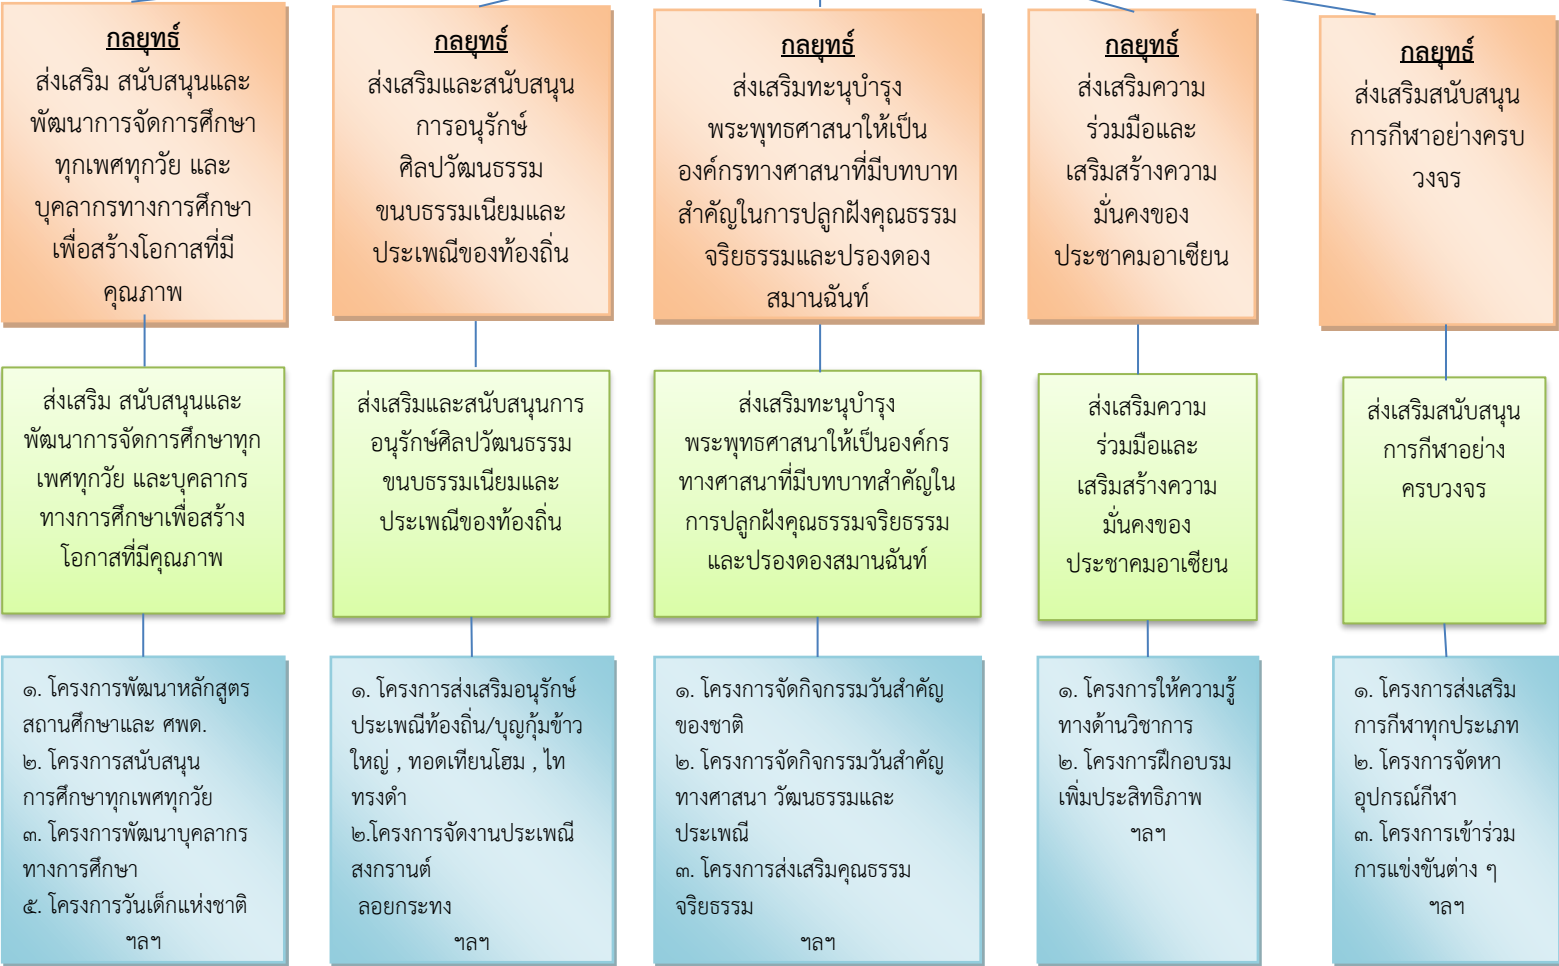 กลยุทธ์
ส่งเสริม สนับสนุนและ
พัฒนาการจัดการศึกษา
ทุกเพศทุกวัย และ
บุคลากรทางการศึกษา
เพื่อสร้างโอกาสที่มี
คุณภาพ
กลยุทธ์
ส่งเสริมและสนับสนุน
การอนุรักษ์
ศิลปวัฒนธรรม
ขนบธรรมเนียมและ
ประเพณีของท้องถิ่น
กลยุทธ์
ส่งเสริมทะนุบำรุง
พระพุทธศาสนาให้เป็น
องค์กรทางศาสนาที่มีบทบาท
สำคัญในการปลูกฝังคุณธรรม
จริยธรรมและปรองดอง
สมานฉันท์
กลยุทธ์
ส่งเสริมความ
ร่วมมือและ
เสริมสร้างความ
มั่นคงของ
ประชาคมอาเซียน
กลยุทธ์
ส่งเสริมสนับสนุน
การกีฬาอย่างครบ
วงจร
ส่งเสริม สนับสนุนและ
พัฒนาการจัดการศึกษาทุก
เพศทุกวัย และบุคลากร
ทางการศึกษาเพื่อสร้าง
โอกาสที่มีคุณภาพ
ส่งเสริมและสนับสนุนการ
อนุรักษ์ศิลปวัฒนธรรม
ขนบธรรมเนียมและ
ประเพณีของท้องถิ่น
ส่งเสริมทะนุบำรุง
พระพุทธศาสนาให้เป็นองค์กร
ทางศาสนาที่มีบทบาทสำคัญใน
การปลูกฝังคุณธรรมจริยธรรม
และปรองดองสมานฉันท์
ส่งเสริมความ
ร่วมมือและ
เสริมสร้างความ
มั่นคงของ
ประชาคมอาเซียน
ส่งเสริมสนับสนุน
การกีฬาอย่าง
ครบวงจร
๑. โครงการพัฒนาหลักสูตร
สถานศึกษาและ ศพด.
๒. โครงการสนับสนุน
การศึกษาทุกเพศทุกวัย
๓. โครงการพัฒนาบุคลากร
ทางการศึกษา
๕. โครงการวันเด็กแห่งชาติ
ฯลฯ
๑. โครงการส่งเสริมอนุรักษ์
ประเพณีท้องถิ่น/บุญกุ้มข้าว
ใหญ่ , ทอดเทียนโฮม , ไท
ทรงดำ
๒.โครงการจัดงานประเพณี
สงกรานต์
ลอยกระทง
ฯลฯ
๑. โครงการจัดกิจกรรมวันสำคัญ
ของชาติ
๒. โครงการจัดกิจกรรมวันสำคัญ
ทางศาสนา วัฒนธรรมและ
ประเพณี
๓. โครงการส่งเสริมคุณธรรม
จริยธรรม
ฯลฯ
๑. โครงการให้ความรู้
ทางด้านวิชาการ
๒. โครงการฝึกอบรม
เพิ่มประสิทธิภาพ
ฯลฯ
๑. โครงการส่งเสริม
การกีฬาทุกประเภท
๒. โครงการจัดหา
อุปกรณ์กีฬา
๓. โครงการเข้าร่วม
การแข่งขันต่าง ๆ
ฯลฯ